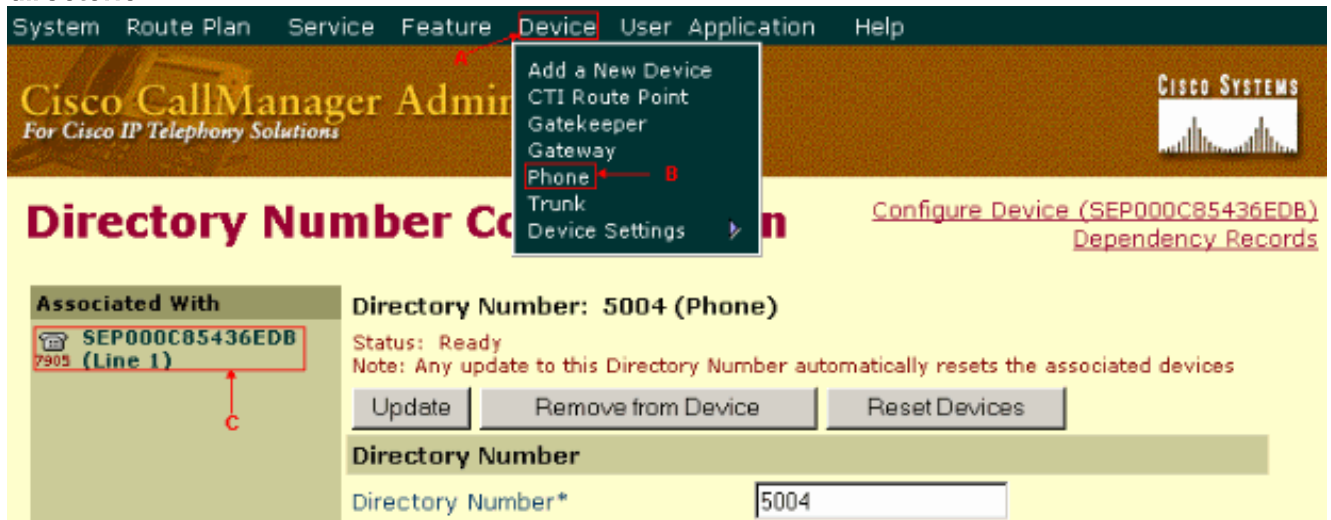 System Route Plan Service Feature Device User Application Help
A
Add a New Device
CTI Route Point
Gatekeeper
Gateway
Phone
B
Trunk
Device Settings
Cisco CallManager Admin
For Cisco IP Telephony Solutions
CISCO SYSTEMS
Directory Number Co n
Configure Device (SEP000C85436EDB)
Dependency Records
Associated With
SEP000C85436EDB
7905 (Line 1)
C
Directory Number: 5004 (Phone)
Status: Ready
Note: Any update to this Directory Number automatically resets the associated devices
Update Remove from Device Reset Devices
Directory Number
Directory Number* 5004